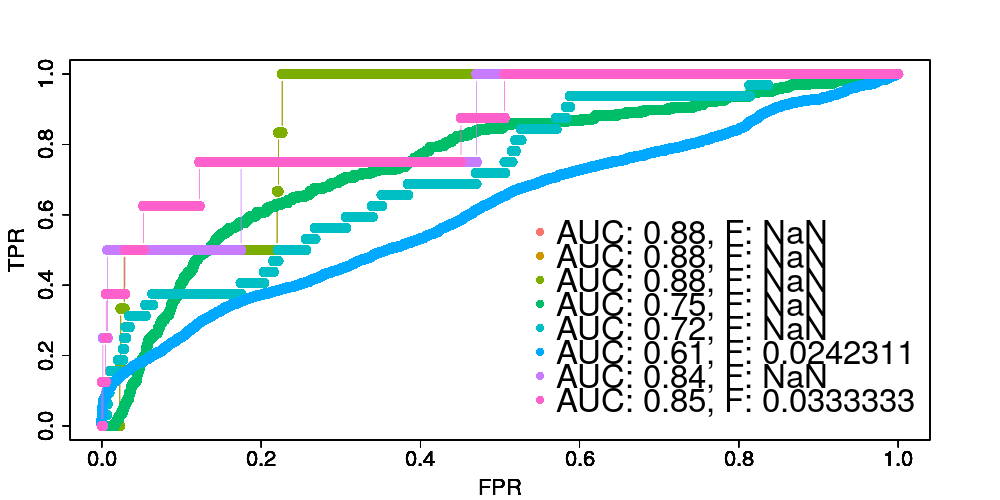 1.0
0.8
0.6
0.4
0.2
0.0
TPR
AUC: 0.88, F: NaN
AUC: 0.88, F: NaN
AUC: 0.88, F: NaN
AUC: 0.75, F: NaN
AUC: 0.72, F: NaN
AUC: 0.61, F: 0.0242311
AUC: 0.84, F: NaN
AUC: 0.85, F: 0.0333333
0.0 0.2 0.4 0.6 0.8 1.0
FPR